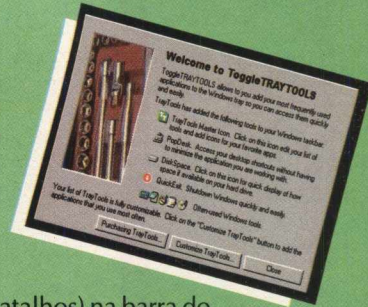 Welcome to ToggleTRAYTOOLS
ToggleTRAYTOOLS allows to you add your most frequently used
applications to the Windows tray so you can access them quickly
and easily.
TrayTools has added the following tools to your Windows taskbar
TrayTools Master Icon. Click on this icon edit your list of
tools and add icons for your favorite apps.
PopDesk. Access your desktop shortcuts without having
to minimize the application you are working with.
DiskSpace. Click on this icon for quick display of how
space if available on your hard drive.
QuickExit. Shutdown Windows quickly and easily.
Often-used Windows tools.
Your list of TrayTools is fully customizable. Click on the "Customize TrayTools" button to add the
applications that you use most often.
Purchasing TrayTools...
Customize TrayTools...
Close
atalhos) na barra do